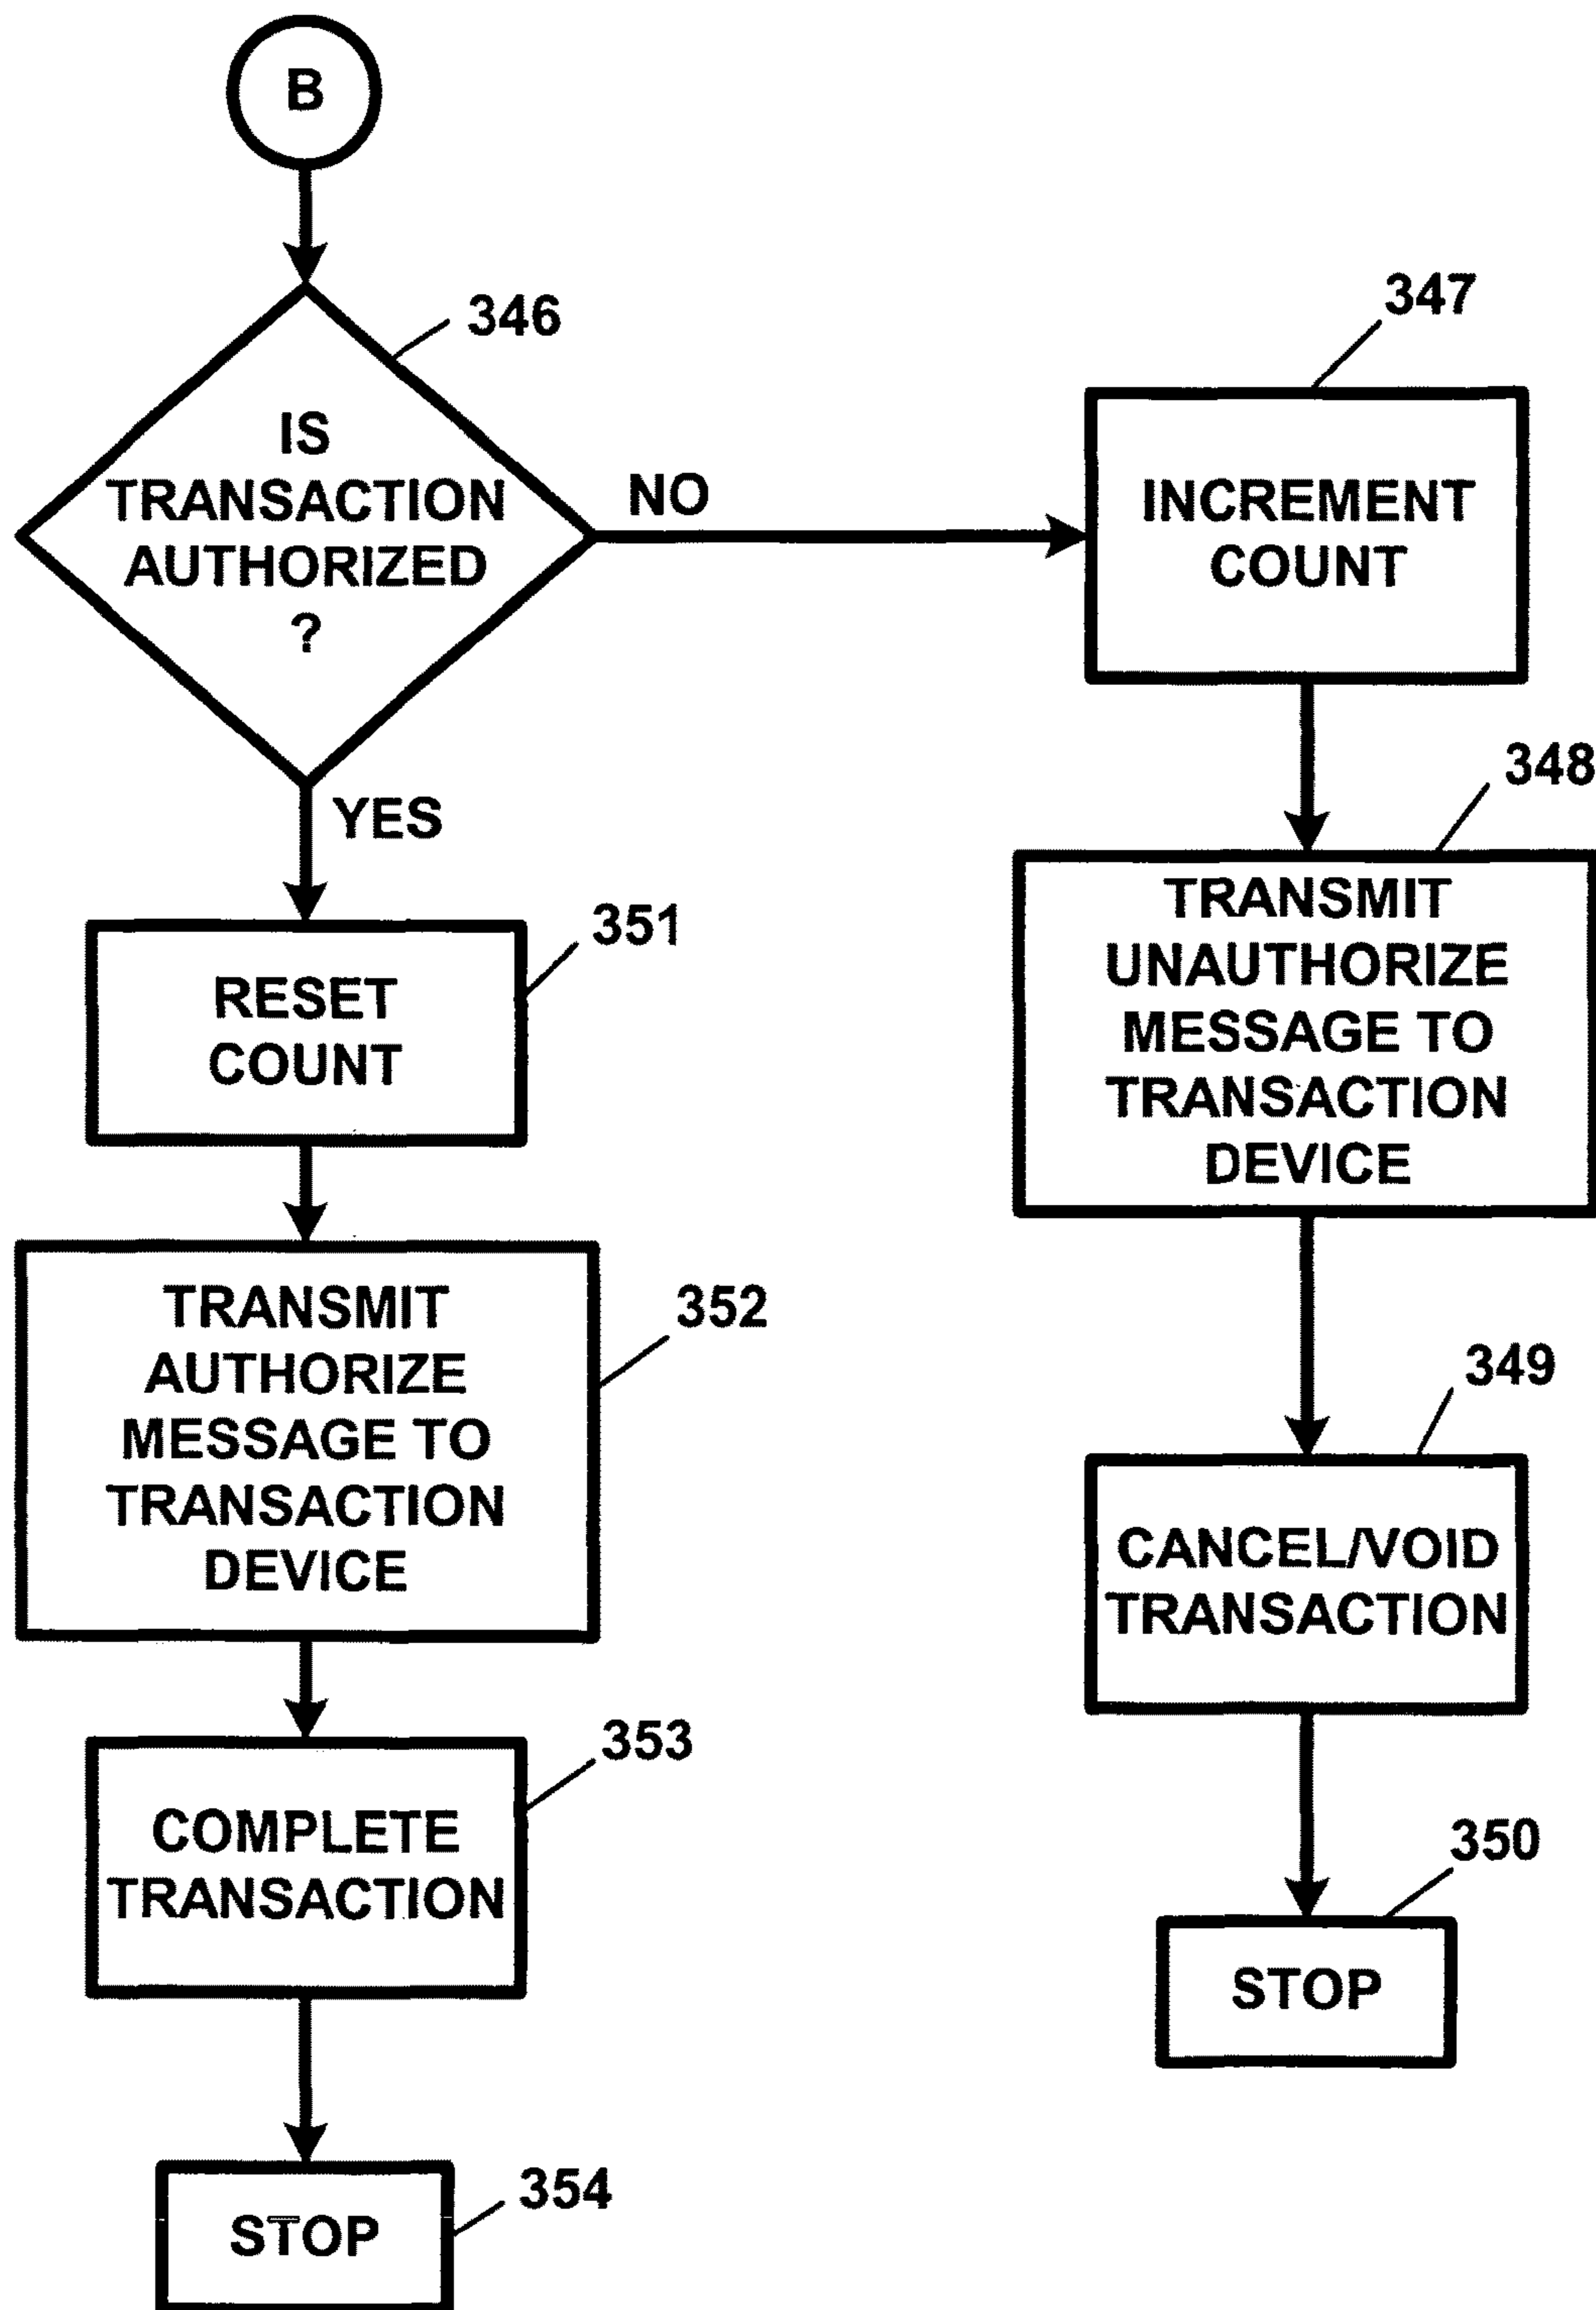 B
346
IS
TRANSACTION
AUTHORIZED
?
NO
YES
347
INCREMENT
COUNT
348
TRANSMIT
UNAUTHORIZE
MESSAGE TO
TRANSACTION
DEVICE
349
CANCEL/VOID
TRANSACTION
350
STOP
351
RESET
COUNT
352
TRANSMIT
AUTHORIZE
MESSAGE TO
TRANSACTION
DEVICE
353
COMPLETE
TRANSACTION
354
STOP